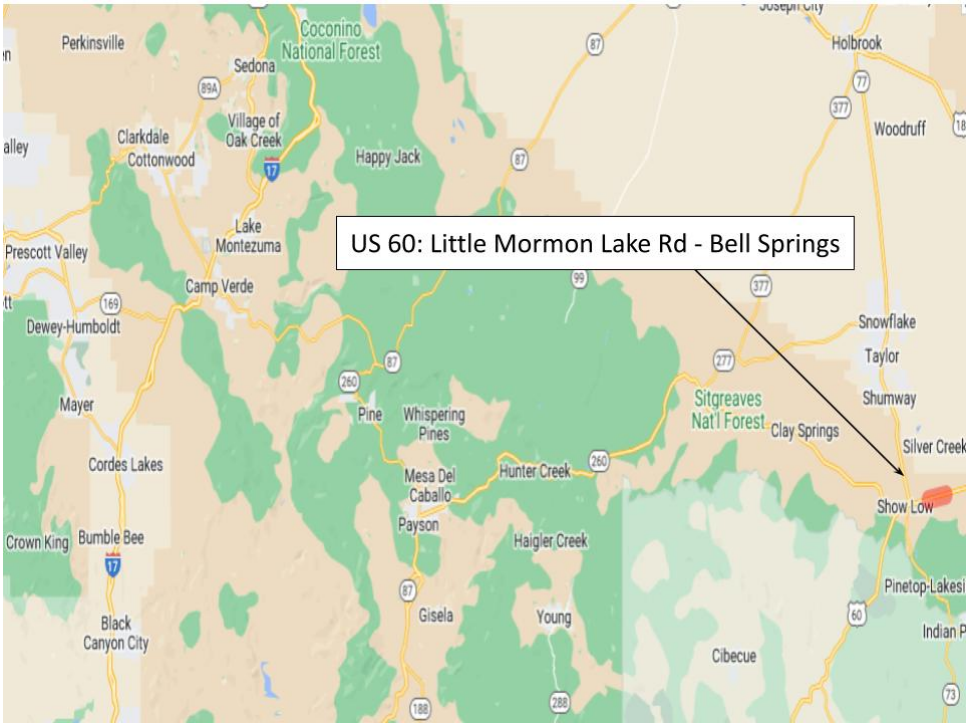 Joseph City
Coconino
National Forest
Perkinsville
87
Holbrook
Sedona
77
89A
377
Village of
Oak Creek
Woodruff
18
alley
Clarkdale
Cottonwood
17
Happy Jack
87
US 60: Little Mormon Lake Rd - Bell Springs
Lake
Montezuma
Prescott Valley
Camp Verde
99
377
tt
169
Dewey-Humboldt
Snowflake
87
277
Taylor
260
Mayer
Pine
Whispering
Pines
Sitgreaves
Nat'l Forest
Shumway
Clay Springs
Silver Creek
Cordes Lakes
Mesa Del
Caballo
Hunter Creek
260
Show Low
Payson
Crown King
Bumble Bee
Haigler Creek
17
87
Pinetop-Lakesi
Gisela
Young
60
Black
Canyon City
Indian P
Cibecue
188
288
73